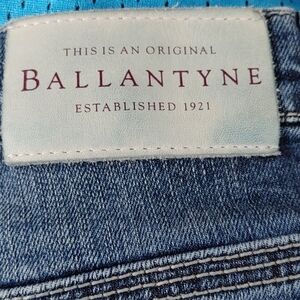 THIS IS AN ORIGINAL
BALLANTYNE
ESTABLISHED 1921